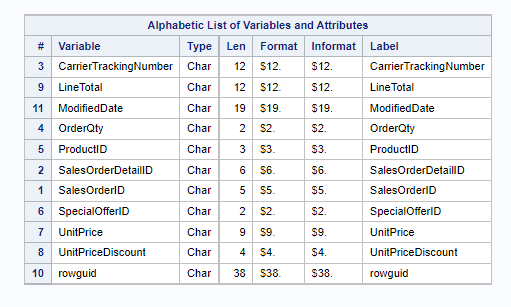 Alphabetic List of Variables and Attributes
# Variable Type Len Format Informat Label
3 CarrierTrackingNumber Char 12 $12. $12. CarrierTrackingNumber
9 LineTotal Char 12 $12. $12. LineTotal
11 ModifiedDate Char 19 $19. $19. ModifiedDate
4 OrderQty Char 2 $2. $2. OrderQty
5 ProductID Char 3 $3. $3. ProductID
2 SalesOrderDetailID Char 6 $6. $6. SalesOrderDetailID
1 SalesOrderID Char 5 $5. $5. SalesOrderID
6 SpecialOfferID Char 2 $2. $2. SpecialOfferID
7 UnitPrice Char 9 $9. $9. UnitPrice
8 UnitPriceDiscount Char 4 $4. $4. UnitPriceDiscount
10 rowguid Char 38 $38. $38. rowguid